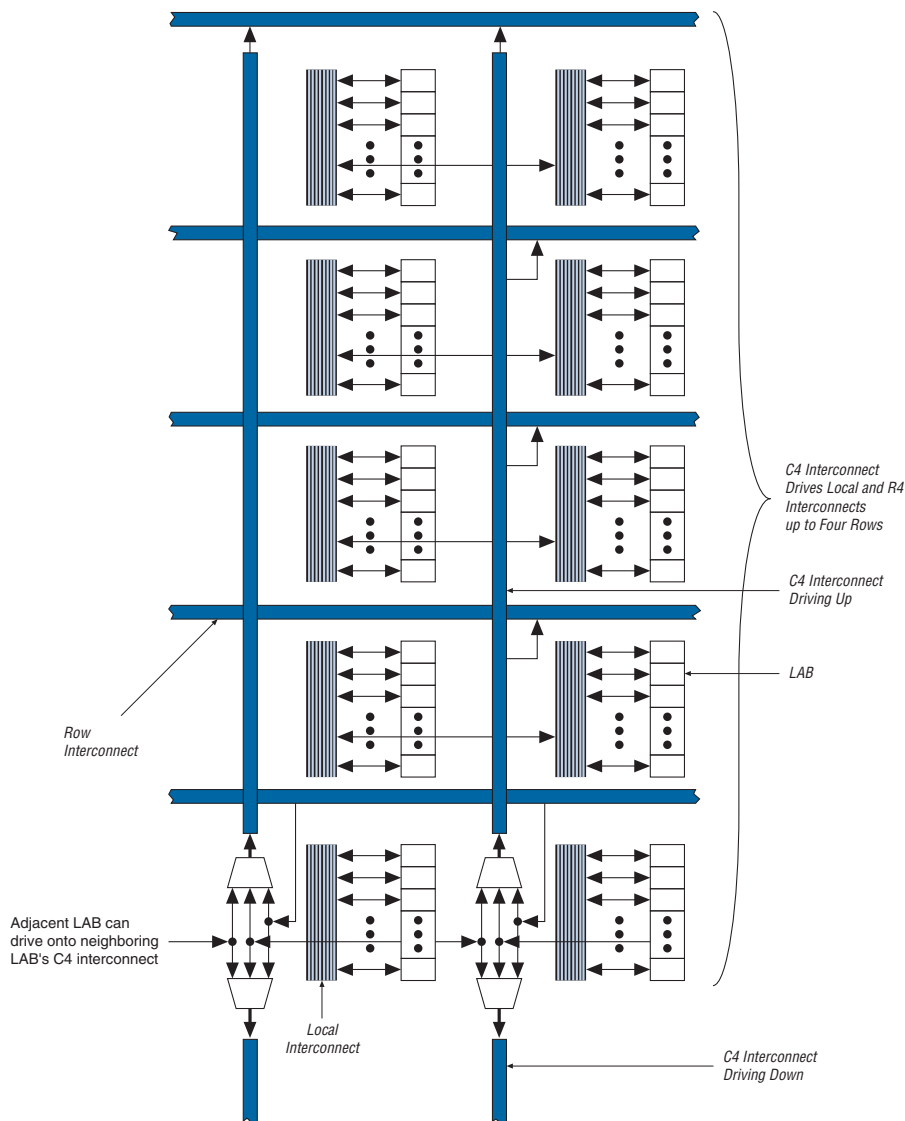 C4 Interconnect
Drives Local and R4
Interconnects
up to Four Rows
C4 Interconnect
Driving Up
LAB
Row
Interconnect
Adjacent LAB can
drive onto neighboring
LAB's C4 interconnect
Local
Interconnect
C4 Interconnect
Driving Down